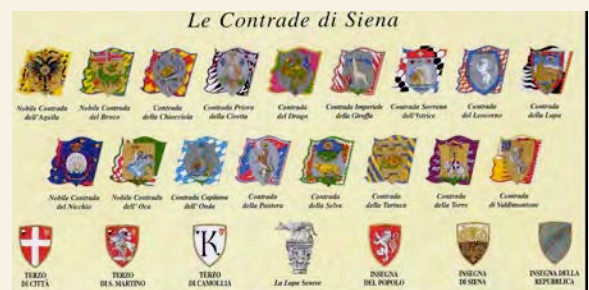 Le Contrade di Siena
Nobile Contrada dell'Aquila
Nobile Contrada del Bruco
Contrada della Chiocciola
Contrada Priora della Civetta
Contrada del Drago
Contrada Imperiale della Giraffa
Contrada Sovrana dell'Istrice
Contrada del Leocorno
Contrada della Lupa
Nobile Contrada del Nicchio
Nobile Contrada dell'Oca
Contrada Capitana dell'Onda
Contrada della Pantera
Contrada della Selva
Contrada della Tartuca
Contrada della Torre
Contrada di Valdimontone
K
TERZO DI CITTÀ
TERZO DI S. MARTINO
TERZO DI CAMOLLIA
La Lupa Senese
INSEGNA DEL POPOLO
INSEGNA DI SIENA
INSEGNA DELLA REPUBBLICA